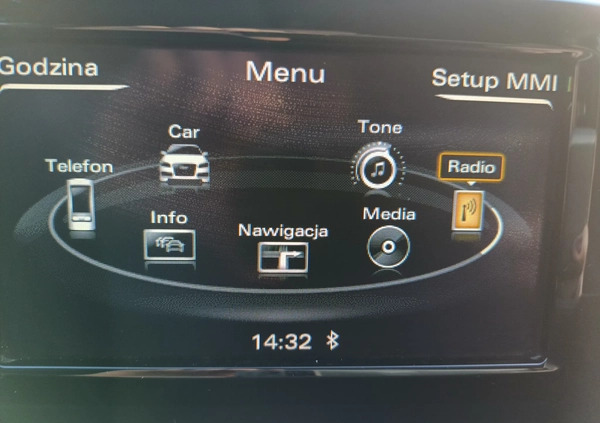 Godzina
Menu
Setup MMI
Car
Tone
Telefon
Radio
Info
Nawigacja
Media
14:32